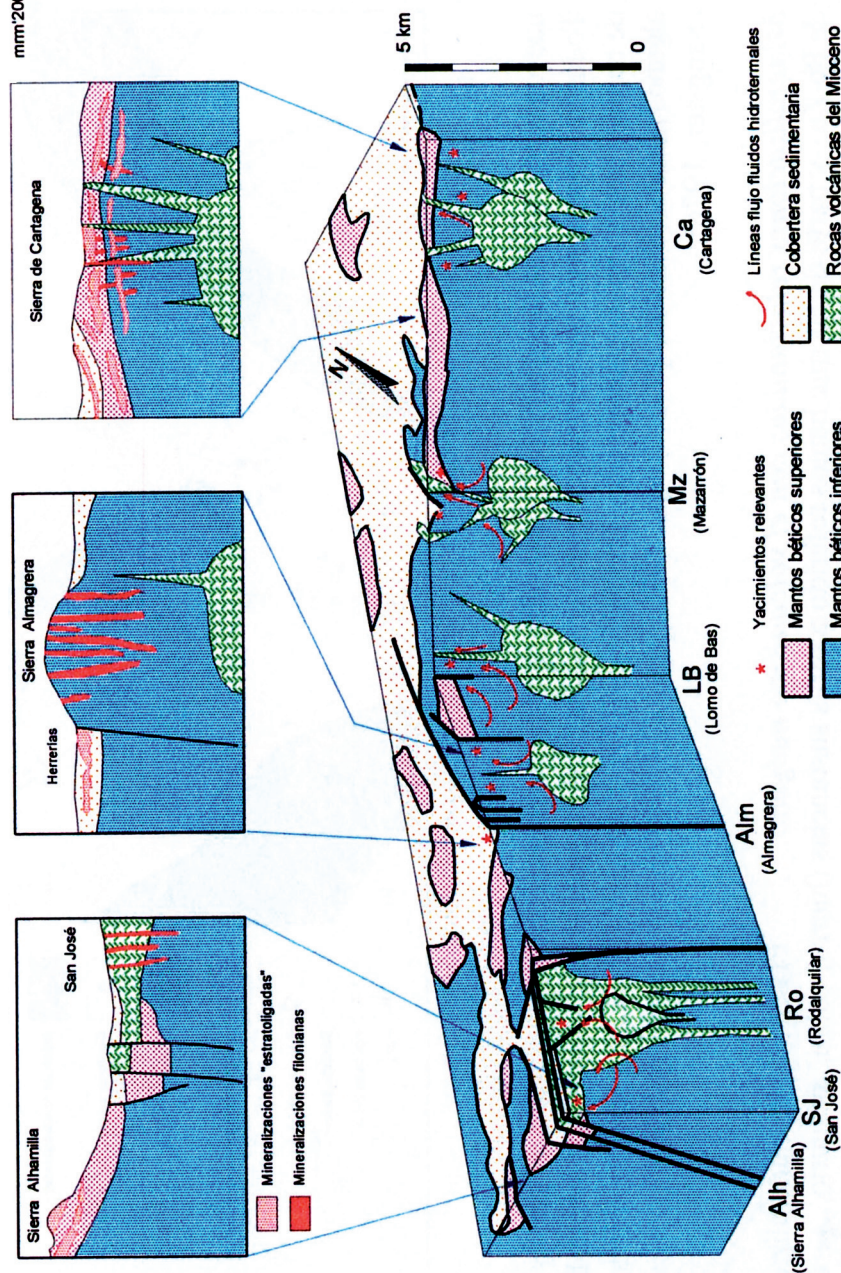 mm'200
Sierra Alhamilla
San José
Mineralizaciones "estratoligadas"
Mineralizaciones filonianas
Sierra Almagrera
Herrerías
Sierra de Cartagena
5 km
0
N
Alh
(Sierra Alhamilla)
SJ
(San José)
Ro
(Rodalquilar)
Alm
(Almagrera)
LB
(Lomo de Bas)
Mz
(Mazarrón)
Ca
(Cartagena)
Yacimientos relevantes
Mantos béticos superiores
Mantos béticos inferiores
Líneas flujo fluidos hidrotermales
Cobertera sedimentaria
Rocas volcánicas del Mioceno